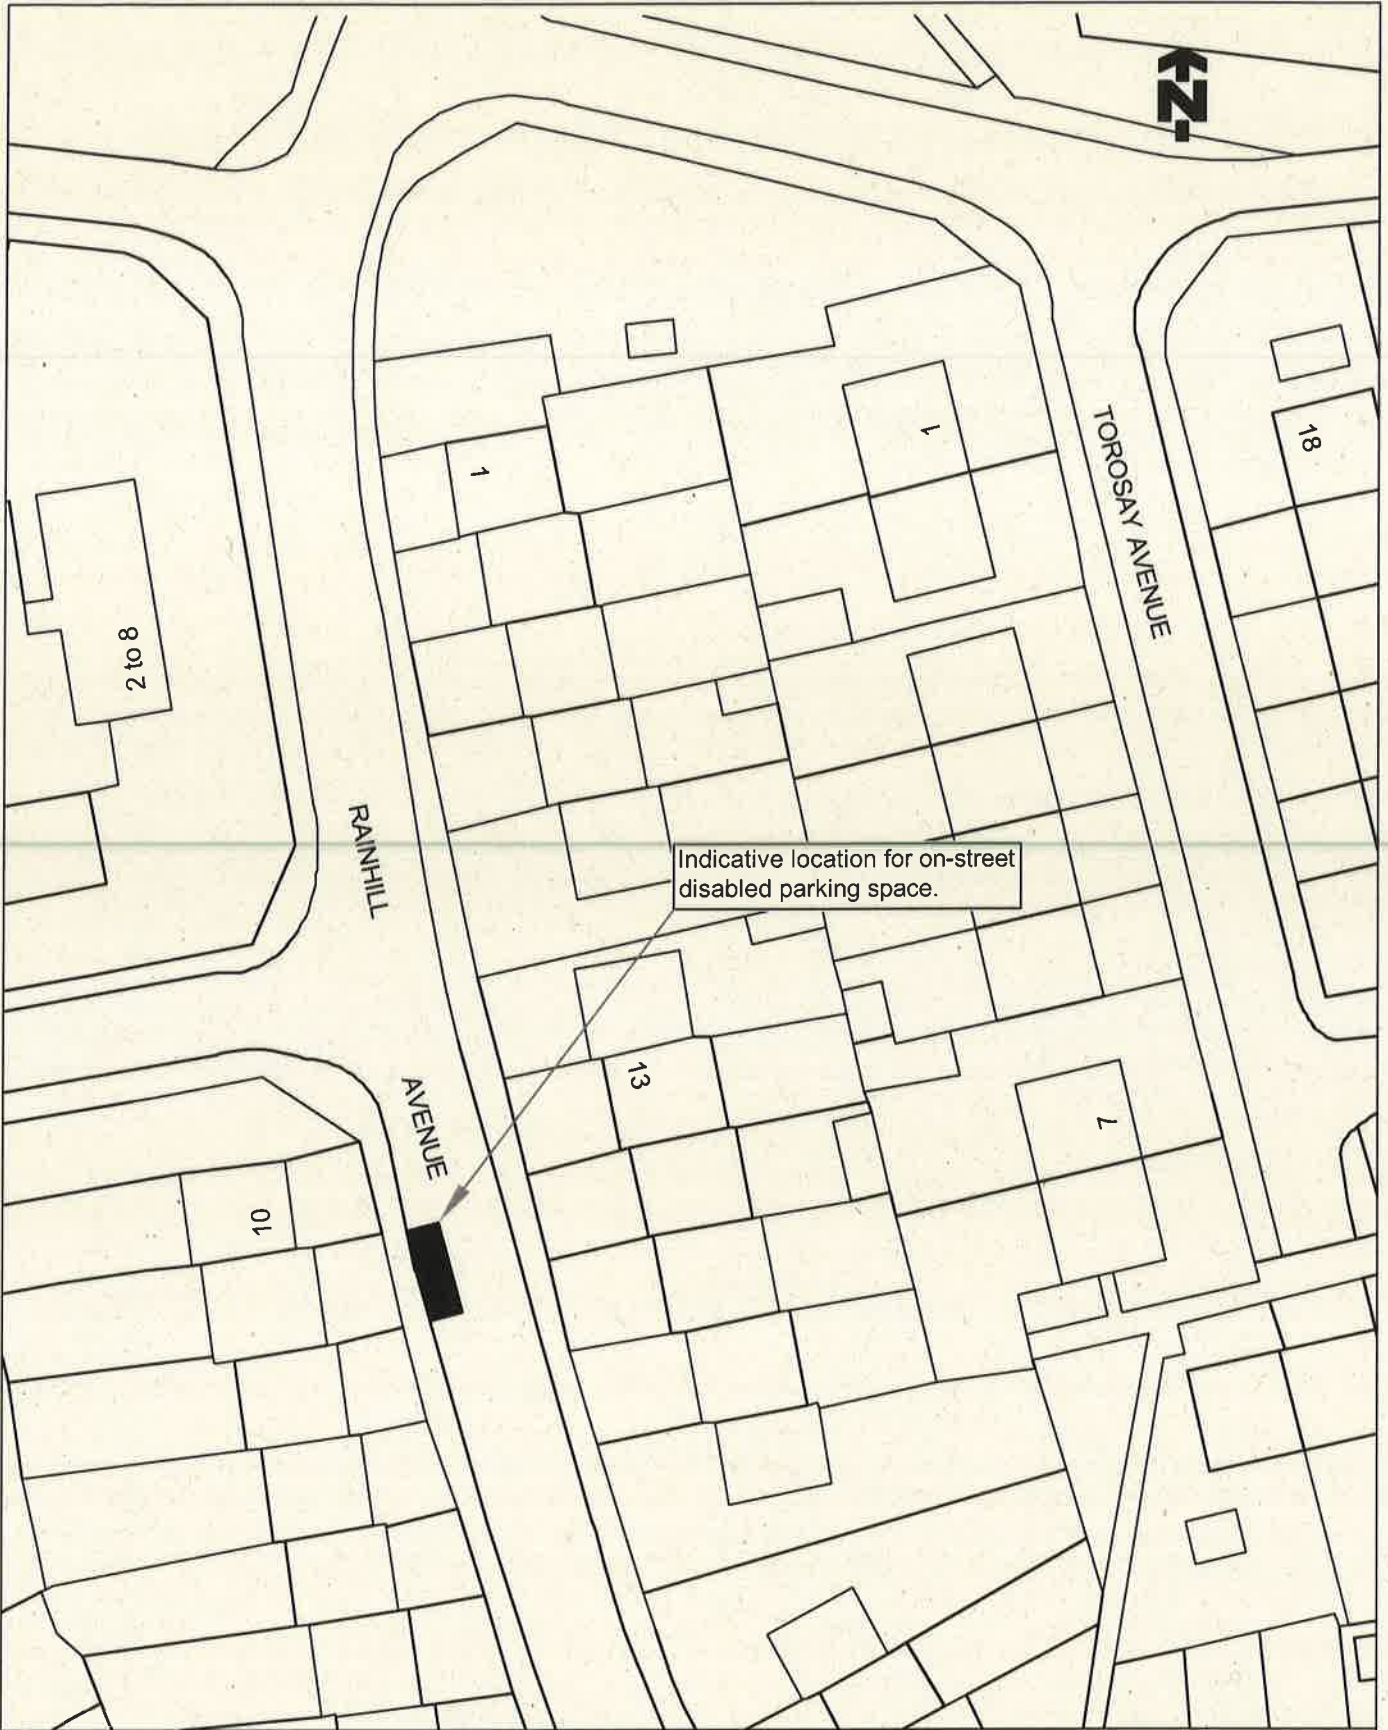 N
1
1
18
TOROSAY AVENUE
2 to 8
RAINHILL
Indicative location for on-street
disabled parking space.
13
AVENUE
7
10